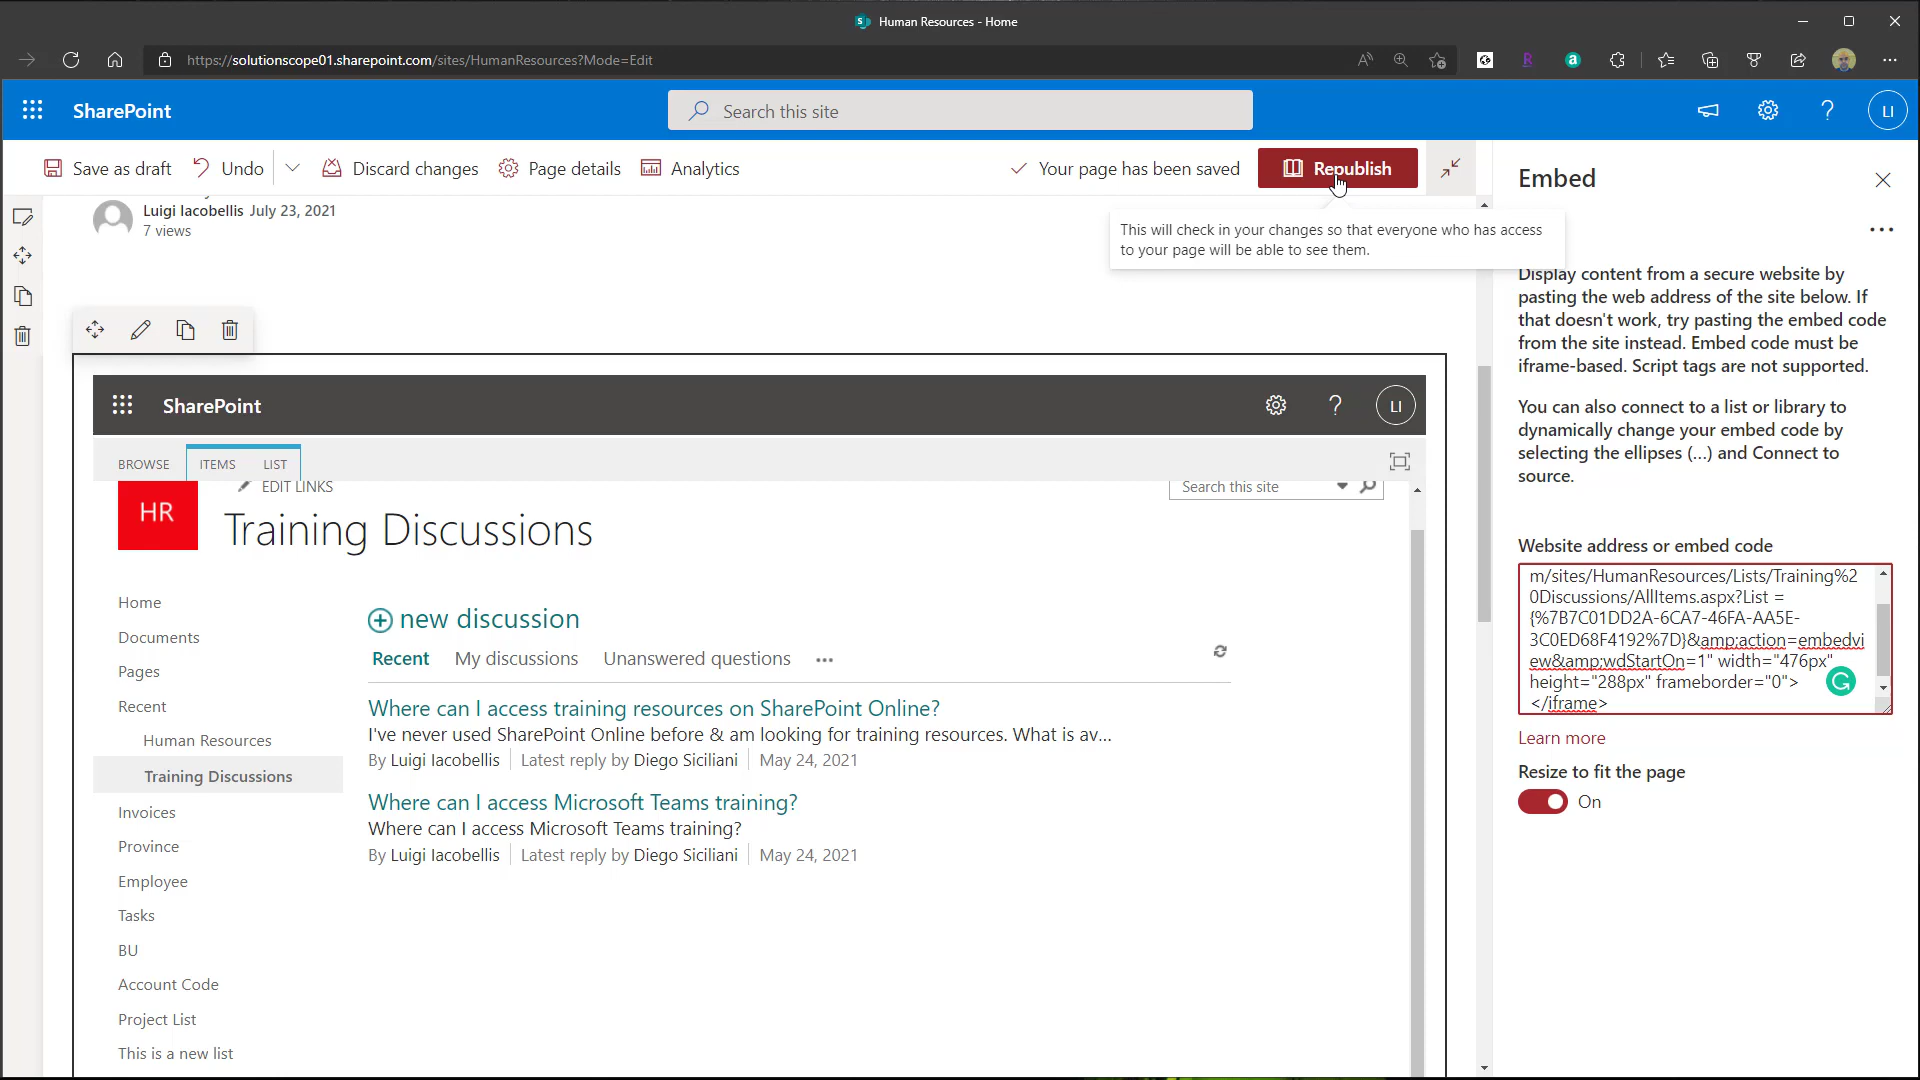 Human Resources - Home
https://solutionscope01.sharepoint.com/sites/HumanResources?Mode=Edit
SharePoint
Search this site
LI
Save as draft
Undo
Discard changes
Page details
Analytics
Your page has been saved
Republish
Luigi Iacobellis July 23, 2021
7 views
This will check in your changes so that everyone who has access
to your page will be able to see them.
SharePoint
LI
BROWSE
ITEMS
LIST
EDIT LINKS
Search this site
HR
Training Discussions
Home
Documents
Pages
Recent
Human Resources
Training Discussions
Invoices
Province
Employee
Tasks
BU
Account Code
Project List
This is a new list
new discussion
Recent
My discussions
Unanswered questions
Where can I access training resources on SharePoint Online?
I've never used SharePoint Online before & am looking for training resources. What is av...
By Luigi Iacobellis
Latest reply by Diego Siciliani
May 24, 2021
Where can I access Microsoft Teams training?
Where can I access Microsoft Teams training?
By Luigi Iacobellis
Latest reply by Diego Siciliani
May 24, 2021
Embed
Display content from a secure website by
pasting the web address of the site below. If
that doesn't work, try pasting the embed code
from the site instead. Embed code must be
iframe-based. Script tags are not supported.
You can also connect to a list or library to
dynamically change your embed code by
selecting the ellipses (...) and Connect to
source.
Website address or embed code
m/sites/HumanResources/Lists/Training%2
0Discussions/AllItems.aspx?List =
{%7B7C01DD2A-6CA7-46FA-AA5E-
3C0ED68F4192%7D}&amp;action=embedvi
ew&amp;wdStartOn=1" width="476px"
height="288px" frameborder="0">
</iframe>
Learn more
Resize to fit the page
On